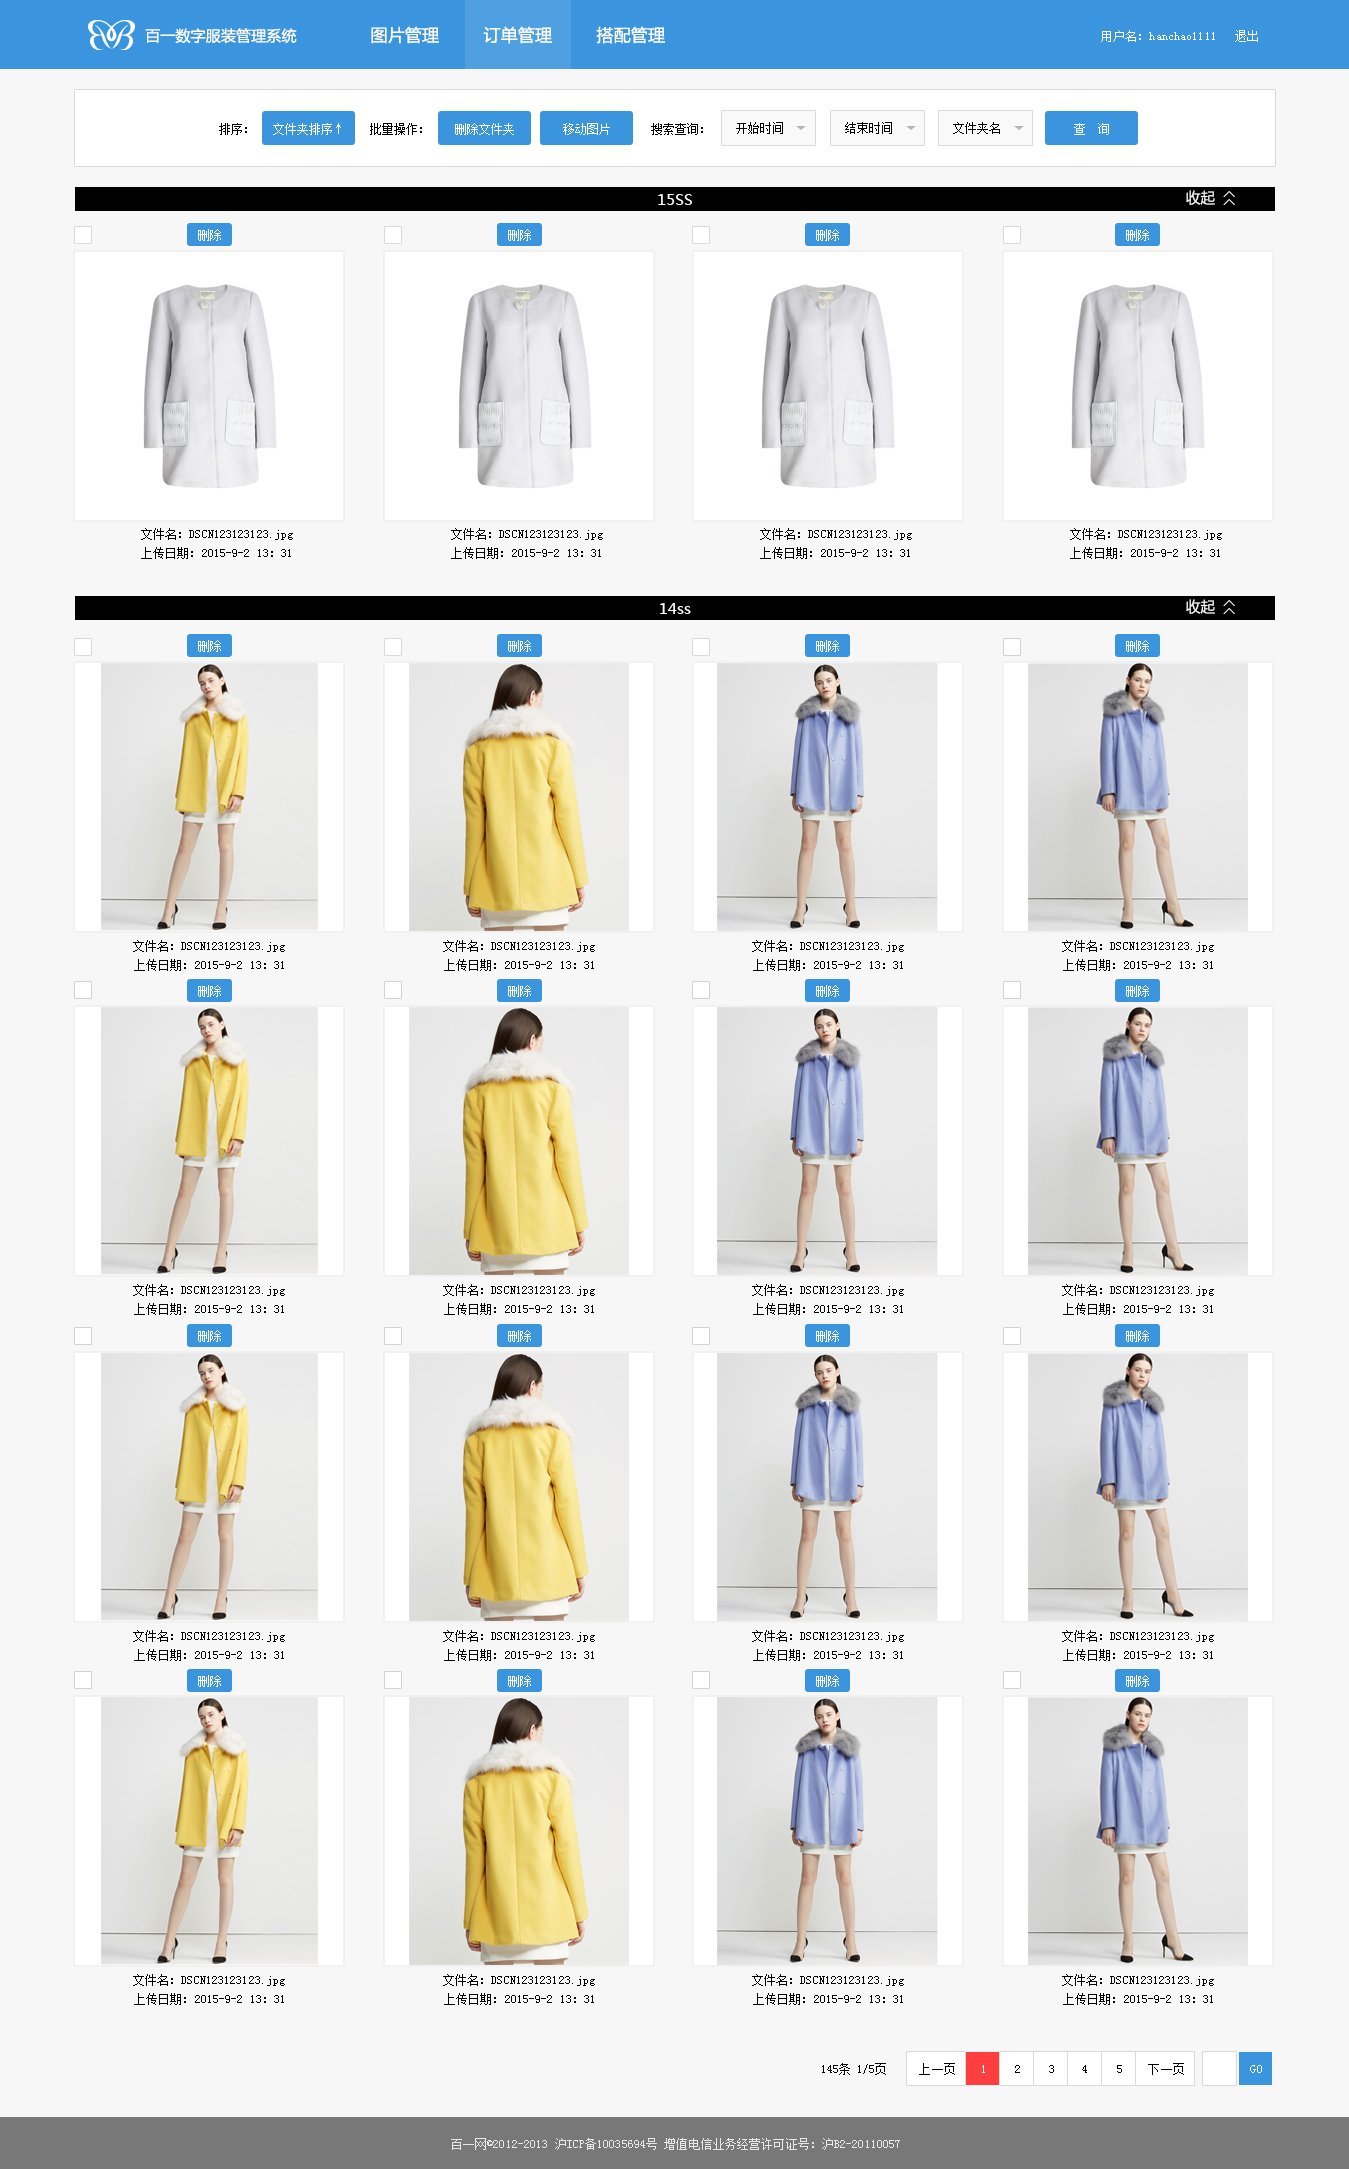 百一数字服装管理系统 图片管理 订单管理 搭配管理 用户名：hanchao1111 退出
排序： 文件夹排序↑ 批量操作： 删除文件夹 移动图片 搜索查询： 开始时间 结束时间 文件夹名 查 询
15SS 收起
删除 删除 删除 删除
文件名：DSCN123123123.jpg 文件名：DSCN123123123.jpg 文件名：DSCN123123123.jpg 文件名：DSCN123123123.jpg
上传日期：2015-9-2 13：31 上传日期：2015-9-2 13：31 上传日期：2015-9-2 13：31 上传日期：2015-9-2 13：31
14ss 收起
删除 删除 删除 删除
文件名：DSCN123123123.jpg 文件名：DSCN123123123.jpg 文件名：DSCN123123123.jpg 文件名：DSCN123123123.jpg
上传日期：2015-9-2 13：31 上传日期：2015-9-2 13：31 上传日期：2015-9-2 13：31 上传日期：2015-9-2 13：31
删除 删除 删除 删除
文件名：DSCN123123123.jpg 文件名：DSCN123123123.jpg 文件名：DSCN123123123.jpg 文件名：DSCN123123123.jpg
上传日期：2015-9-2 13：31 上传日期：2015-9-2 13：31 上传日期：2015-9-2 13：31 上传日期：2015-9-2 13：31
删除 删除 删除 删除
文件名：DSCN123123123.jpg 文件名：DSCN123123123.jpg 文件名：DSCN123123123.jpg 文件名：DSCN123123123.jpg
上传日期：2015-9-2 13：31 上传日期：2015-9-2 13：31 上传日期：2015-9-2 13：31 上传日期：2015-9-2 13：31
删除 删除 删除 删除
文件名：DSCN123123123.jpg 文件名：DSCN123123123.jpg 文件名：DSCN123123123.jpg 文件名：DSCN123123123.jpg
上传日期：2015-9-2 13：31 上传日期：2015-9-2 13：31 上传日期：2015-9-2 13：31 上传日期：2015-9-2 13：31
145条 1/5页 上一页 1 2 3 4 5 下一页 GO
百一网©2012-2013 沪ICP备10035694号 增值电信业务经营许可证号：沪B2-20110057